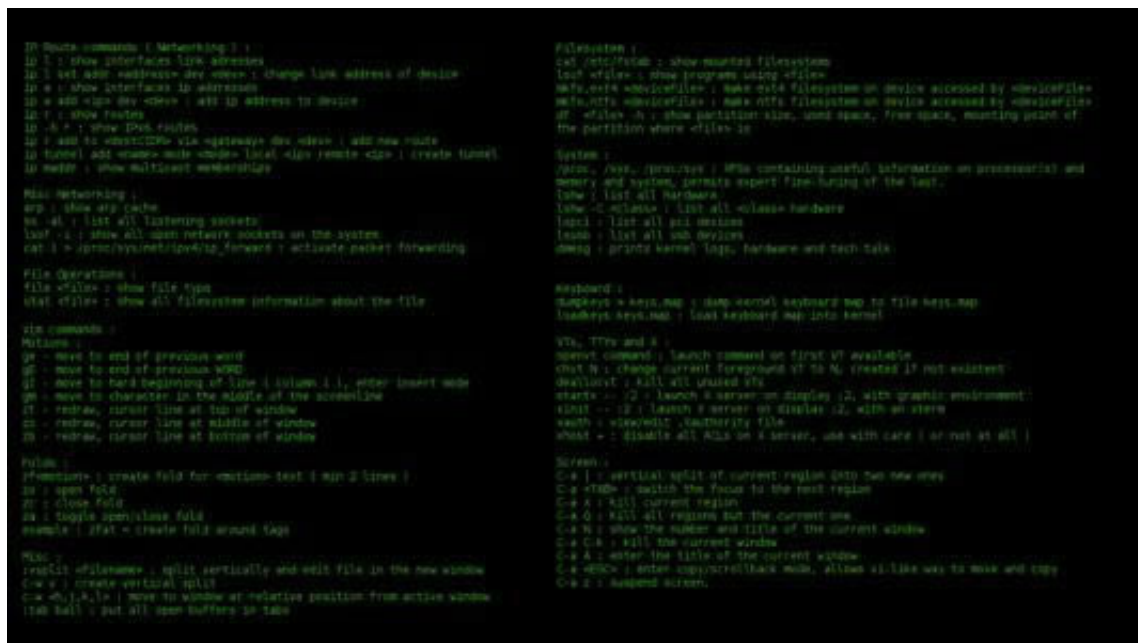 IP Route commands ( Networking ) :
ip l : show interfaces link adresses
ip l set addr <address> dev <dev> : change link address of device
ip a : show interfaces ip addresses
ip a add <ip> dev <dev> : add ip address to device
ip r : show routes
ip -6 r : show IPv6 routes
ip r add to <destCIDR> via <gateway> dev <dev> : add new route
ip tunnel add <name> mode <mode> local <ip> remote <ip> : create tunnel
ip maddr : show multicast memberships
Misc Networking :
arp : show arp cache
ss -al : list all listening sockets
lsof -i : show all open network sockets on the system
cat 1 > /proc/sys/net/ipv4/ip_forward : activate packet forwarding
File Operations :
file <file> : show file type
stat <file> : show all filesystem information about the file
vim commands :
Motions :
ge - move to end of previous word
gE - move to end of previous WORD
gI - move to hard beginning of line ( column 1 ), enter insert mode
gm - move to character in the middle of the screenline
zt - redraw, cursor line at top of window
zz - redraw, cursor line at middle of window
zb - redraw, cursor line at bottom of window
Folds :
zf<motion> : create fold for <motion> text ( min 2 lines )
zo : open fold
zc : close fold
za : toggle open/close fold
example : zfat = create fold around tags
Misc :
:vsplit <filename> : split vertically and edit file in the new window
C-w v : create vertical split
c-w <h,j,k,l> : move to window at relative position from active window
:tab ball : put all open buffers in tabs
Filesystem :
cat /etc/fstab : show mounted filesystems
lsof <file> : show programs using <file>
mkfs.ext4 <devicefile> : make ext4 filesystem on device accessed by <devicefile>
mkfs.ntfs <devicefile> : make ntfs filesystem on device accessed by <devicefile>
df <file> -h : show partition size, used space, free space, mounting point of
the partition where <file> is
System :
/proc, /sys, /proc/sys : VFSs containing useful information on processor(s) and
memory and system, permits expert fine-tuning of the last.
lshw : list all hardware
lshw -C <class> : list all <class> hardware
lspci : list all pci devices
lsusb : list all usb devices
dmesg : prints kernel logs, hardware and tech talk
Keyboard :
dumpkeys > keys.map : dump kernel keyboard map to file keys.map
loadkeys keys.map : load keyboard map into kernel
VTs, TTYs and X :
openvt command : launch command on first VT available
chvt N : change current foreground VT to N, created if not existent
deallocvt : kill all unused VTs
startx -- :2 - launch X server on display :2, with graphic environment
xinit -- :2 : launch X server on display :2, with an xterm
xauth : view/edit .Xauthority file
xhost + : disable all ACLs on X server, use with care ( or not at all )
Screen :
C-a | : vertical split of current region into two new ones
C-a <TAB> : switch the focus to the next region
C-a X : kill current region
C-a Q : kill all regions but the current one
C-a N : show the number and title of the current window
C-a C-k : kill the current window
C-a A : enter the title of the current window
C-a <ESC> : enter copy/scrollback mode, allows vi-like way to move and copy
C-a z : suspend screen.